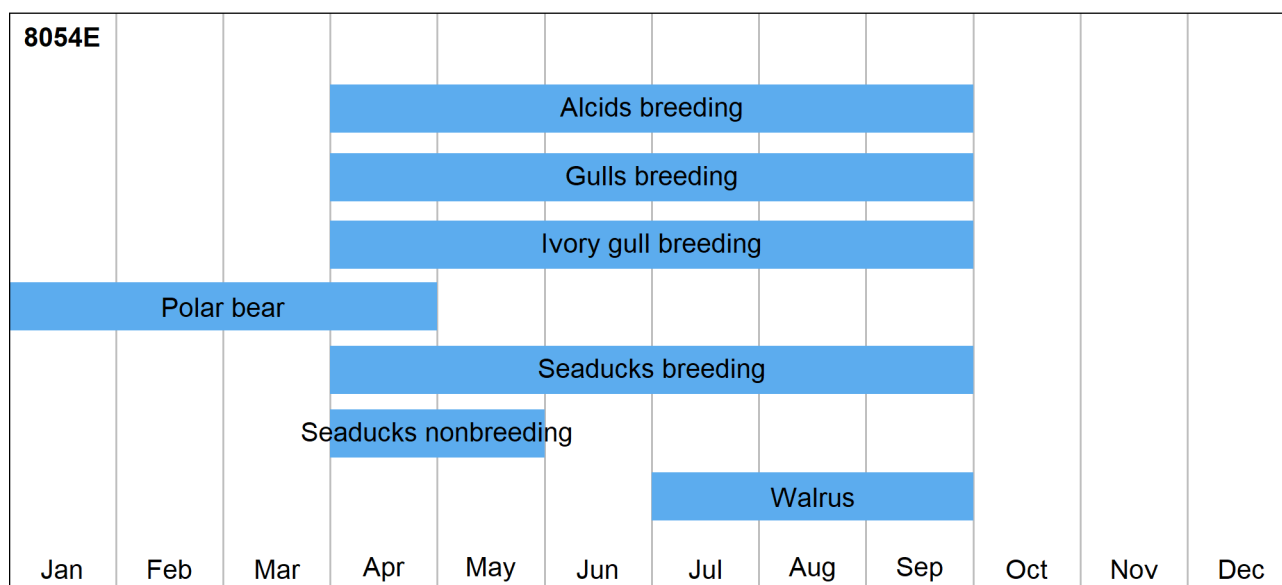 8054E
Alcids breeding
Gulls breeding
Ivory gull breeding
Polar bear
Seaducks breeding
Seaducks nonbreeding
Walrus
Jan Feb Mar Apr May Jun Jul Aug Sep Oct Nov Dec